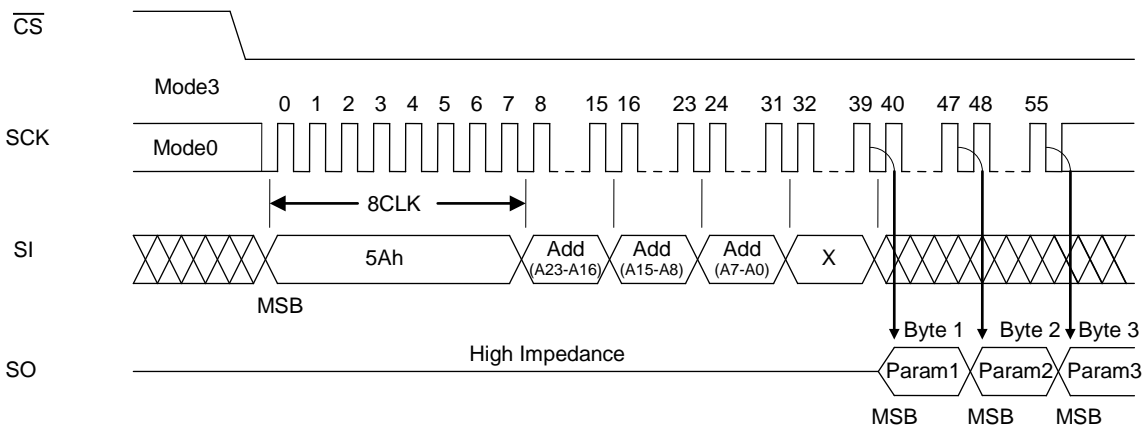 CS
Mode3
0 1 2 3 4 5 6 7 8 15 16 23 24 31 32 39 40 47 48 55
SCK
Mode0
8CLK
SI
5Ah
Add
(A23-A16)
Add
(A15-A8)
Add
(A7-A0)
X
MSB
Byte 1
Byte 2
Byte 3
SO
High Impedance
Param1
Param2
Param3
MSB
MSB
MSB